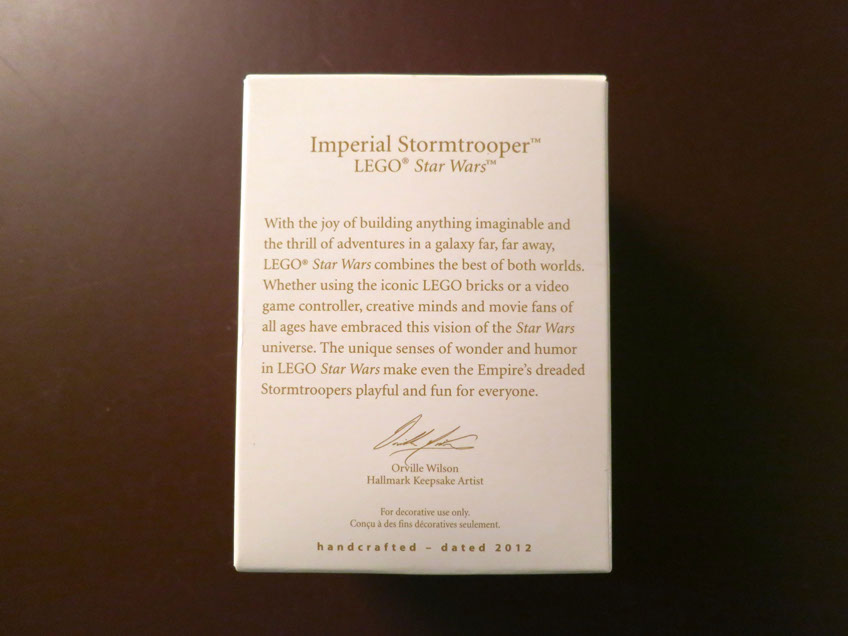 Imperial Stormtrooper™
LEGO® Star Wars™
With the joy of building anything imaginable and
the thrill of adventures in a galaxy far, far away,
LEGO® Star Wars combines the best of both worlds.
Whether using the iconic LEGO bricks or a video
game controller, creative minds and movie fans of
all ages have embraced this vision of the Star Wars
universe. The unique senses of wonder and humor
in LEGO Star Wars make even the Empire's dreaded
Stormtroopers playful and fun for everyone.
Orville Wilson
Hallmark Keepsake Artist
For decorative use only.
Conçu à des fins décoratives seulement.
handcrafted – dated 2012